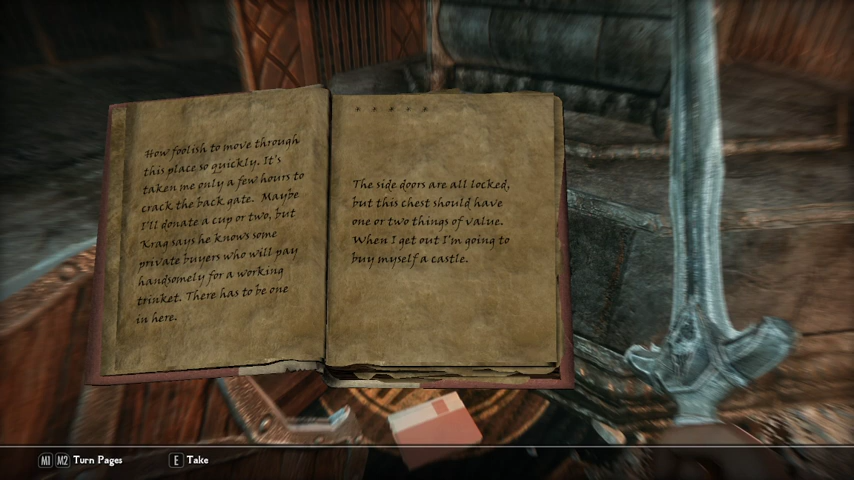 How foolish to move through
this place so quickly. It's
taken me only a few hours to
crack the back gate. Maybe
I'll donate a cup or two, but
Krag says he knows some
private buyers who will pay
handsomely for a working
trinket. There has to be one
in here.
* * * * *
The side doors are all locked,
but this chest should have
one or two things of value.
When I get out I'm going to
buy myself a castle.
M1 M2 Turn Pages E Take